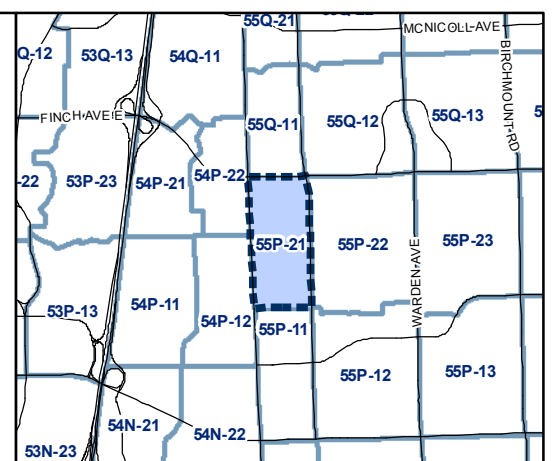 55Q-21
MCNICOLL-AVE
Q-12
53Q-13
54Q-11
BIRCHMOUNT-RD
FINCH-AVE E
55Q-11
55Q-12
55Q-13
5
-22
53P-23
54P-21
54P-22
55P-21
55P-22
55P-23
WARDEN-AVE
53P-13
54P-11
54P-12
55P-11
55P-12
55P-13
54N-21
54N-22
53N-23